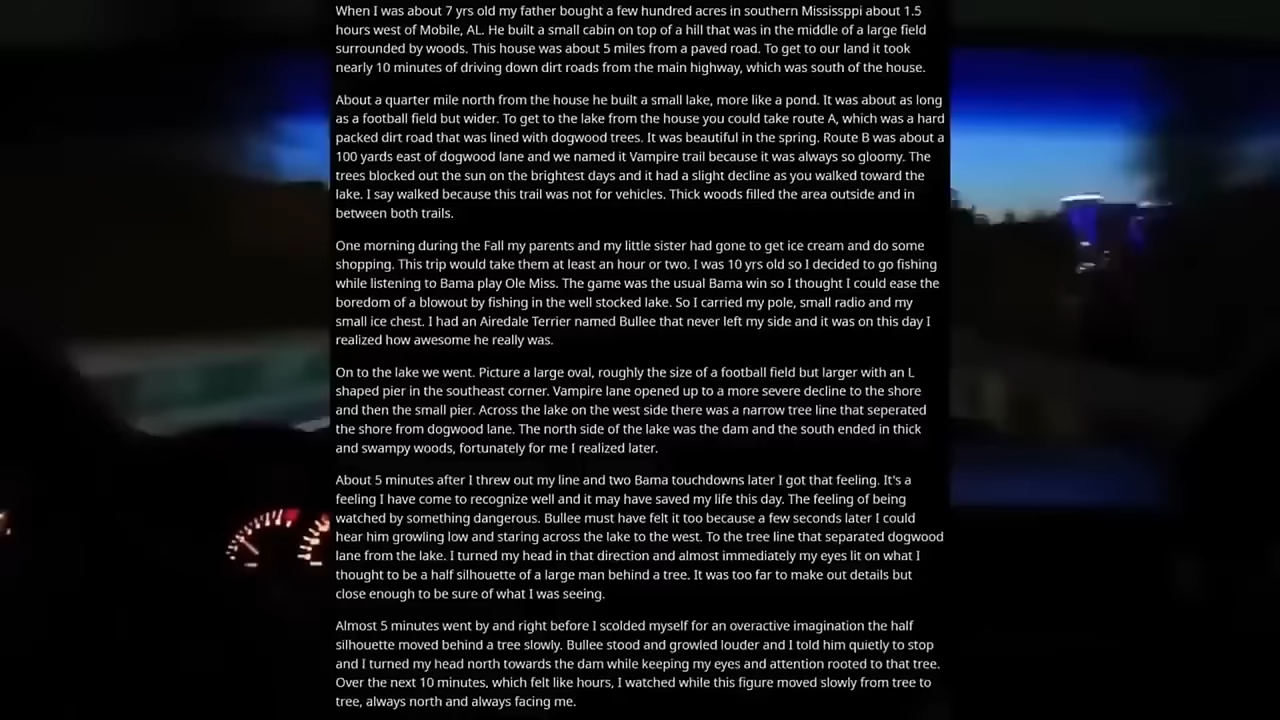 When I was about 7 yrs old my father bought a few hundred acres in southern Mississppi about 1.5
hours west of Mobile, AL. He built a small cabin on top of a hill that was in the middle of a large field
surrounded by woods. This house was about 5 miles from a paved road. To get to our land it took
nearly 10 minutes of driving down dirt roads from the main highway, which was south of the house.
About a quarter mile north from the house he built a small lake, more like a pond. It was about as long
as a football field but wider. To get to the lake from the house you could take route A, which was a hard
packed dirt road that was lined with dogwood trees. It was beautiful in the spring. Route B was about a
100 yards east of dogwood lane and we named it Vampire trail because it was always so gloomy. The
trees blocked out the sun on the brightest days and it had a slight decline as you walked toward the
lake. I say walked because this trail was not for vehicles. Thick woods filled the area outside and in
between both trails.
One morning during the Fall my parents and my little sister had gone to get ice cream and do some
shopping. This trip would take them at least an hour or two. I was 10 yrs old so I decided to go fishing
while listening to Bama play Ole Miss. The game was the usual Bama win so I thought I could ease the
boredom of a blowout by fishing in the well stocked lake. So I carried my pole, small radio and my
small ice chest. I had an Airedale Terrier named Bullee that never left my side and it was on this day I
realized how awesome he really was.
On to the lake we went. Picture a large oval, roughly the size of a football field but larger with an L
shaped pier in the southeast corner. Vampire lane opened up to a more severe decline to the shore
and then the small pier. Across the lake on the west side there was a narrow tree line that seperated
the shore from dogwood lane. The north side of the lake was the dam and the south ended in thick
and swampy woods, fortunately for me I realized later.
About 5 minutes after I threw out my line and two Bama touchdowns later I got that feeling. It's a
feeling I have come to recognize well and it may have saved my life this day. The feeling of being
watched by something dangerous. Bullee must have felt it too because a few seconds later I could
hear him growling low and staring across the lake to the west. To the tree line that separated dogwood
lane from the lake. I turned my head in that direction and almost immediately my eyes lit on what I
thought to be a half silhouette of a large man behind a tree. It was too far to make out details but
close enough to be sure of what I was seeing.
Almost 5 minutes went by and right before I scolded myself for an overactive imagination the half
silhouette moved behind a tree slowly. Bullee stood and growled louder and I told him quietly to stop
and I turned my head north towards the dam while keeping my eyes and attention rooted to that tree.
Over the next 10 minutes, which felt like hours, I watched while this figure moved slowly from tree to
tree, always north and always facing me.